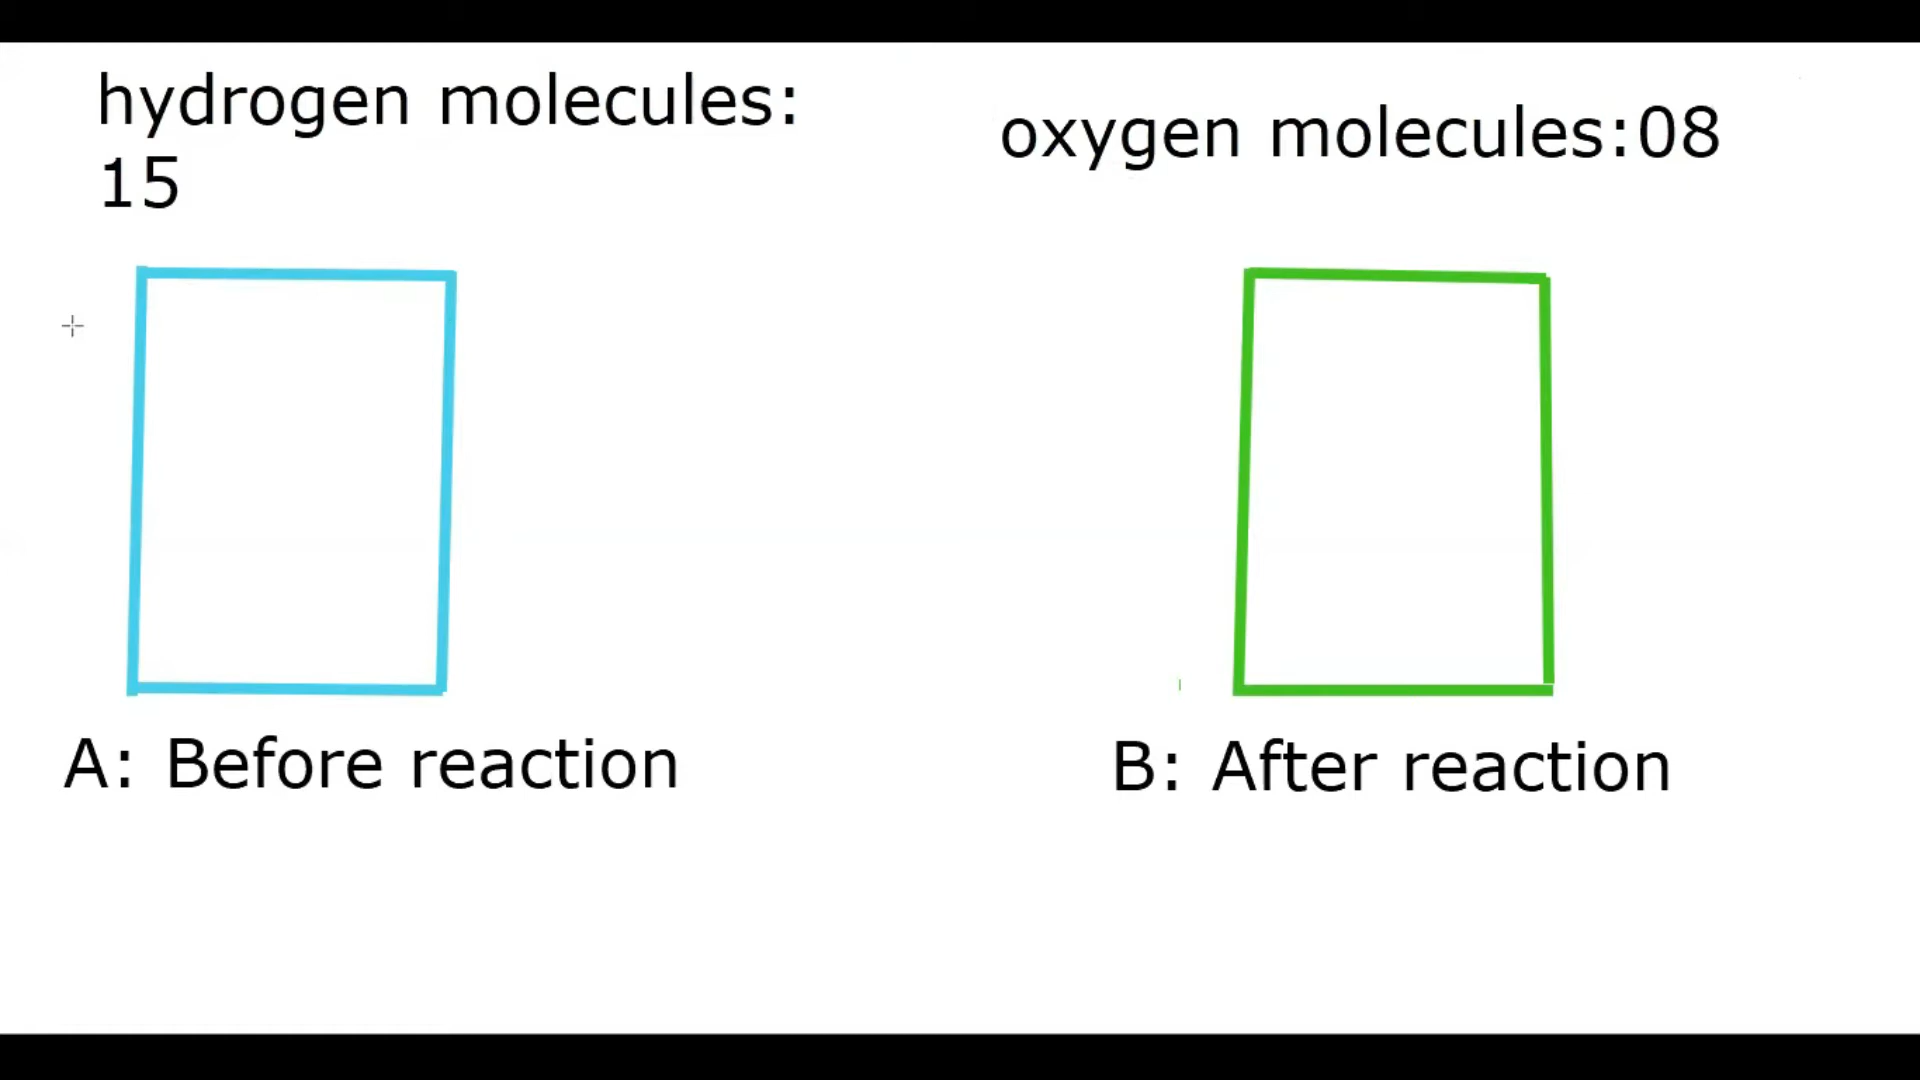 hydrogen molecules:
15
oxygen molecules:08
A: Before reaction
B: After reaction